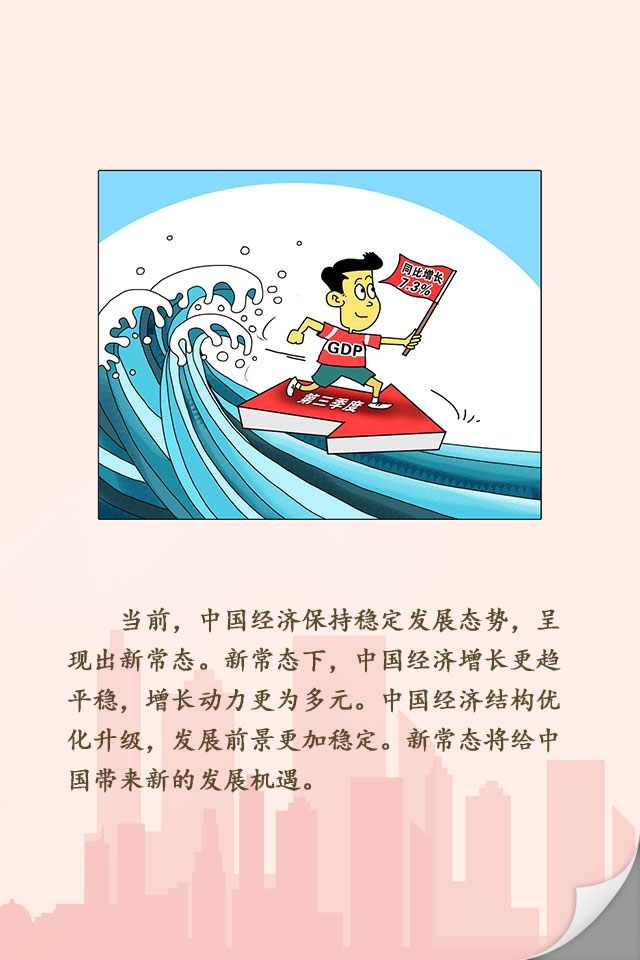 同比增长
7.3%
GDP
第三季度
当前，中国经济保持稳定发展态势，呈
现出新常态。新常态下，中国经济增长更趋
平稳，增长动力更为多元。中国经济结构优
化升级，发展前景更加稳定。新常态将给中
国带来新的发展机遇。